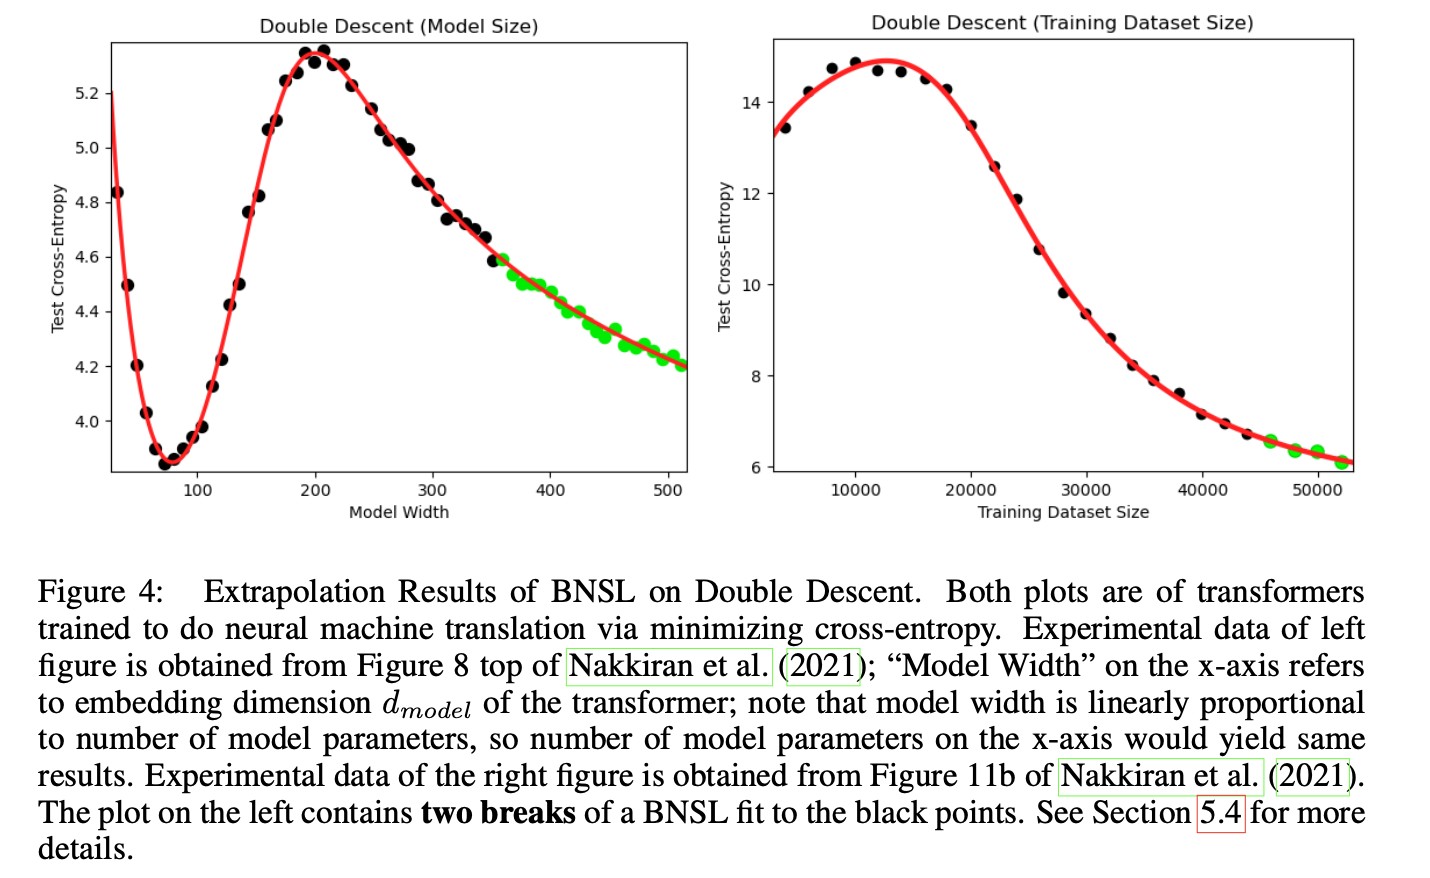 Double Descent (Model Size)
5.2
5.0
4.8
4.6
4.4
4.2
4.0
Test Cross-Entropy
100 200 300 400 500
Model Width
Double Descent (Training Dataset Size)
14
12
10
8
6
Test Cross-Entropy
10000 20000 30000 40000 50000
Training Dataset Size
Figure 4: Extrapolation Results of BNSL on Double Descent. Both plots are of transformers
trained to do neural machine translation via minimizing cross-entropy. Experimental data of left
figure is obtained from Figure 8 top of Nakkiran et al. (2021); “Model Width” on the x-axis refers
to embedding dimension d_model of the transformer; note that model width is linearly proportional
to number of model parameters, so number of model parameters on the x-axis would yield same
results. Experimental data of the right figure is obtained from Figure 11b of Nakkiran et al. (2021).
The plot on the left contains two breaks of a BNSL fit to the black points. See Section 5.4 for more
details.